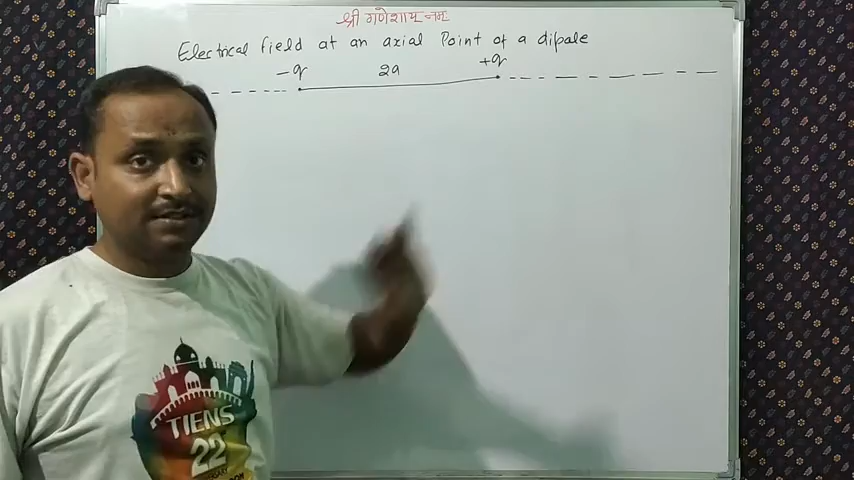 श्री गणेशाय नमः
Electrical field at an axial Point of a dipole
-q 2a +q
TIENS
22